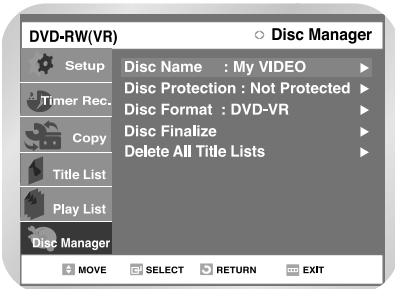 DVD-RW(VR) Disc Manager
Setup
Timer Rec.
Copy
Title List
Play List
Disc Manager
Disc Name : My VIDEO
Disc Protection : Not Protected
Disc Format : DVD-VR
Disc Finalize
Delete All Title Lists
MOVE SELECT RETURN EXIT